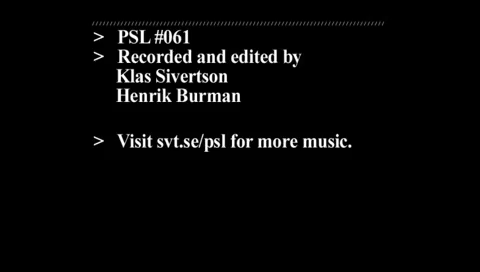 > PSL #061
> Recorded and edited by
Klas Sivertson
Henrik Burman
> Visit svt.se/psl for more music.